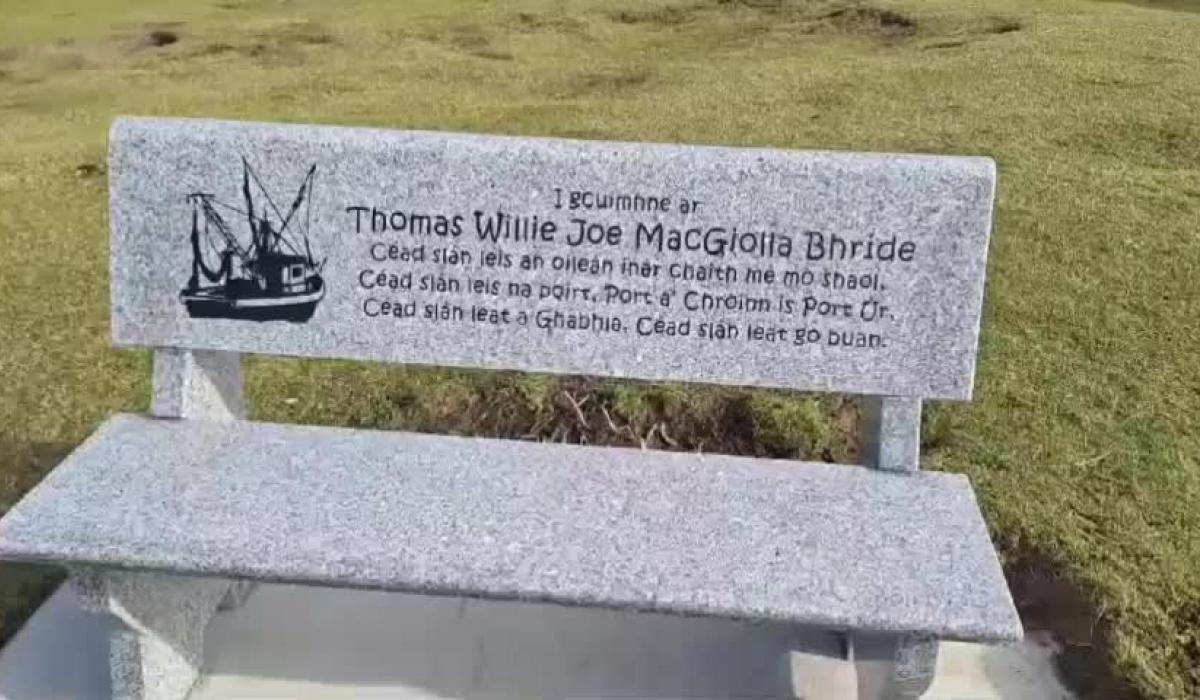 I gcuimhne ar
Thomas Willie Joe MacGiolla Bhride
Céad slán leis an oileán inar chaith mé mo shaol.
Céad slán leis na poirt, Port a' Chroinn is Port Úr,
Céad slán leat a Ghabhla. Céad slán leat go buan.